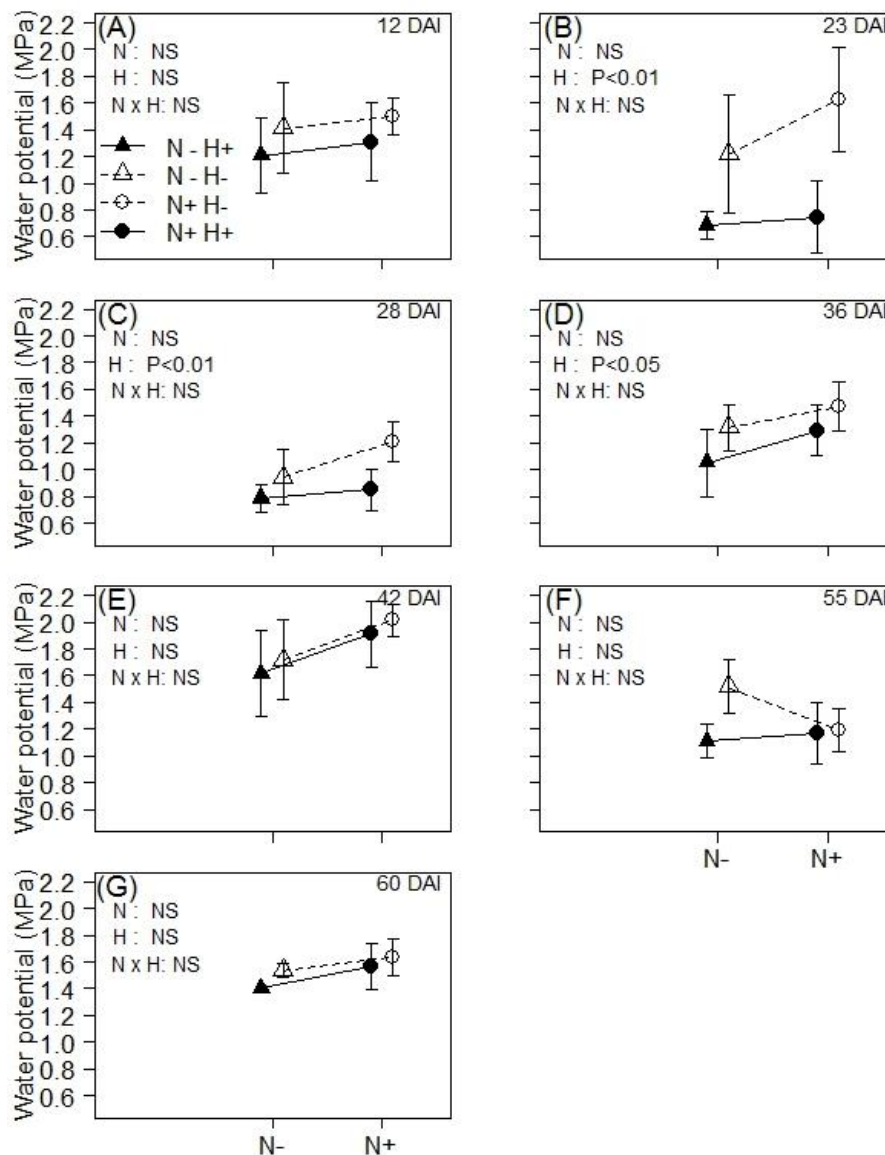 (A) 12 DAI
N : NS
H : NS
N x H: NS
N - H+
N - H-
N+ H-
N+ H+
Water potential (MPa)
2.2
2.0
1.8
1.6
1.4
1.2
1.0
0.8
0.6
(B) 23 DAI
N : NS
H : P<0.01
N x H: NS
(C) 28 DAI
N : NS
H : P<0.01
N x H: NS
Water potential (MPa)
2.2
2.0
1.8
1.6
1.4
1.2
1.0
0.8
0.6
(D) 36 DAI
N : NS
H : P<0.05
N x H: NS
(E) 42 DAI
N : NS
H : NS
N x H: NS
Water potential (MPa)
2.2
2.0
1.8
1.6
1.4
1.2
1.0
0.8
0.6
(F) 55 DAI
N : NS
H : NS
N x H: NS
N- N+
(G) 60 DAI
N : NS
H : NS
N x H: NS
Water potential (MPa)
2.2
2.0
1.8
1.6
1.4
1.2
1.0
0.8
0.6
N- N+